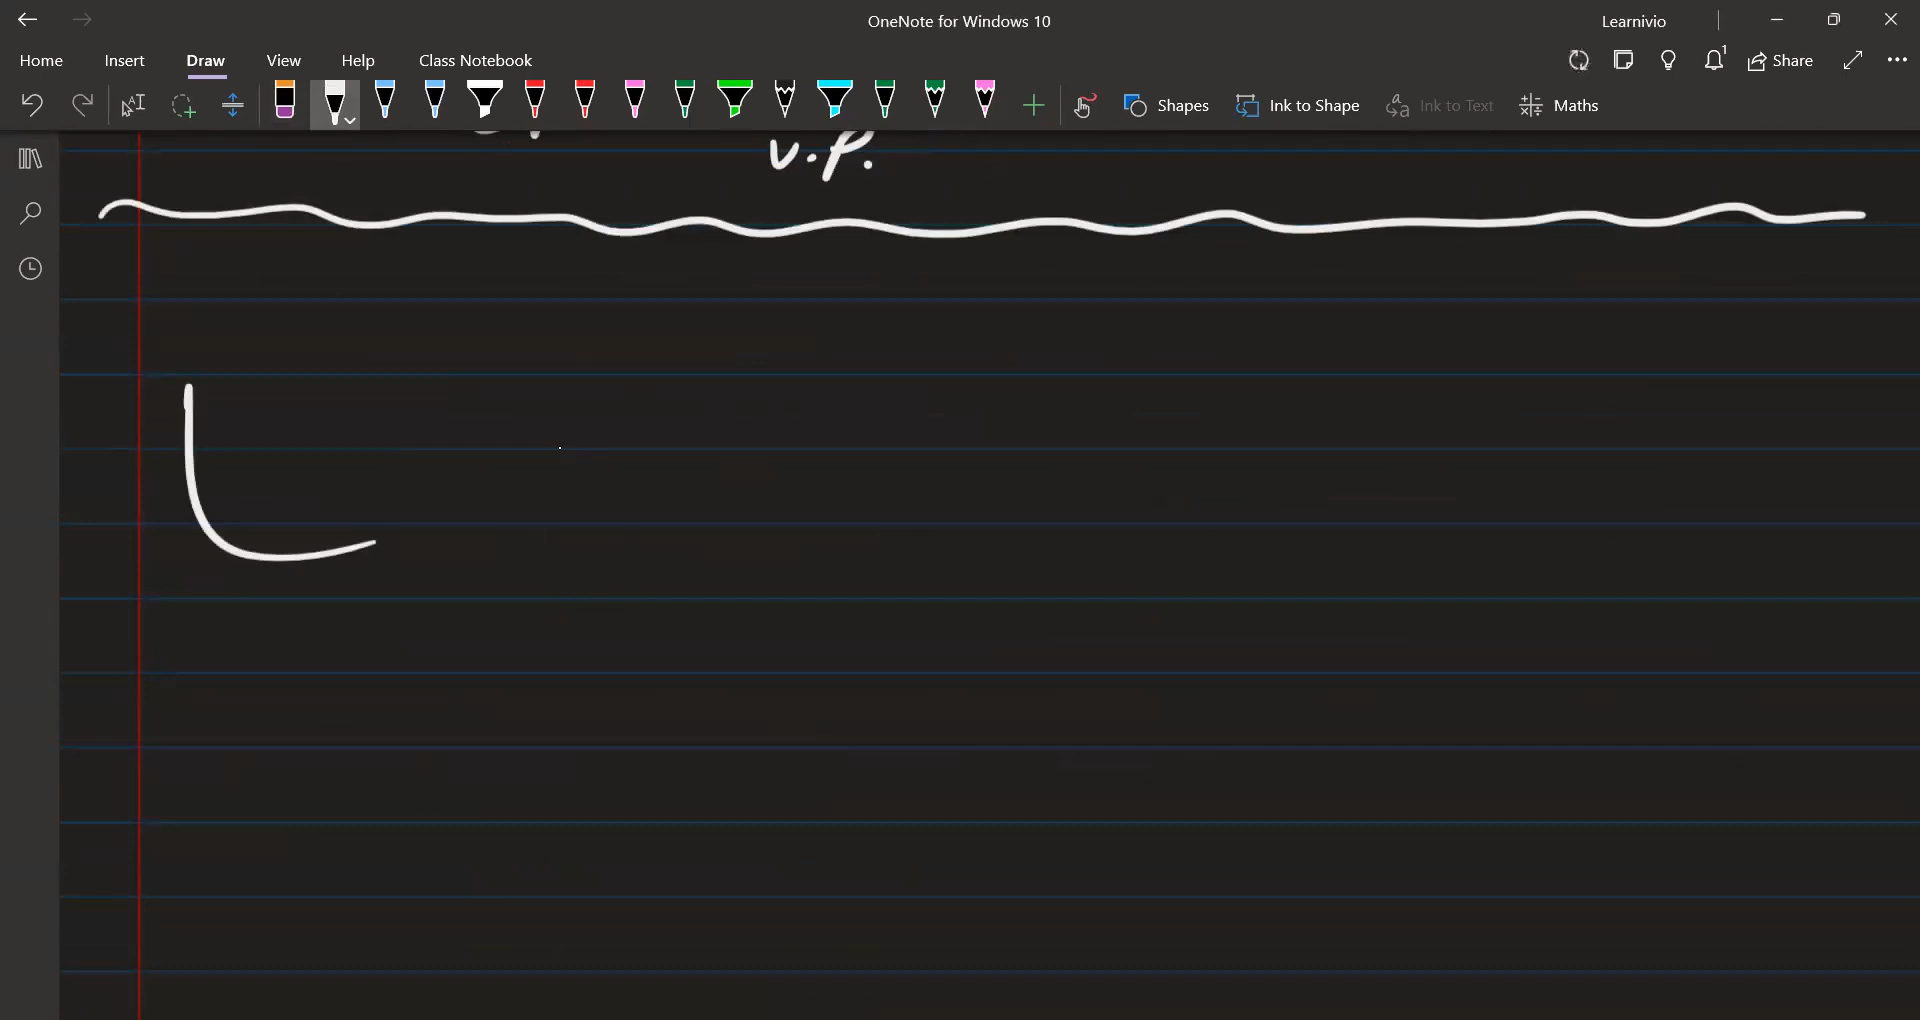 OneNote for Windows 10
Learnivio
Home Insert Draw View Help Class Notebook
1
Share
Shapes Ink to Shape Ink to Text Maths
v.p.
L